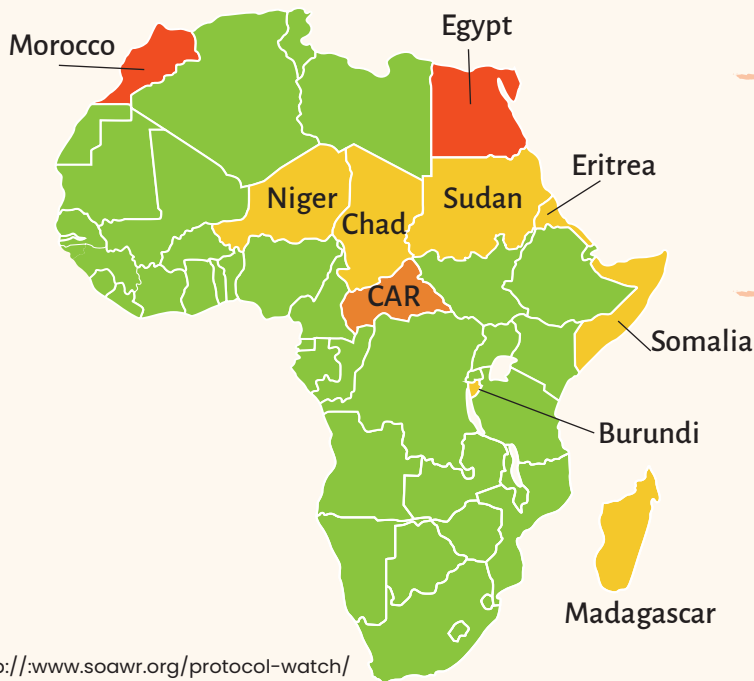 Morocco
Egypt
Eritrea
Niger
Sudan
Chad
CAR
Somalia
Burundi
Madagascar
o://:www.soawr.org/protocol-watch/